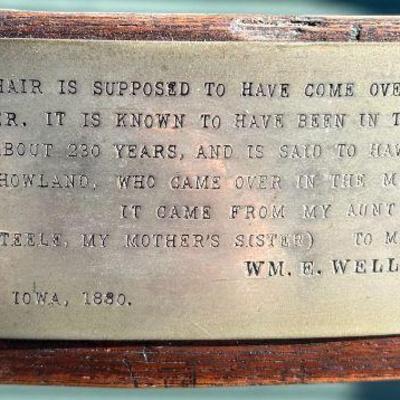 HAIR IS SUPPOSED TO HAVE COME OVE
ER. IT IS KNOWN TO HAVE BEEN IN T
ABOUT 230 YEARS, AND IS SAID TO HAV
HOWLAND, WHO CAME OVER IN THE M
IT CAME FROM MY AUNT
TEELE, MY MOTHER'S SISTER) TO M
WM. E. WELL
IOWA, 1880.